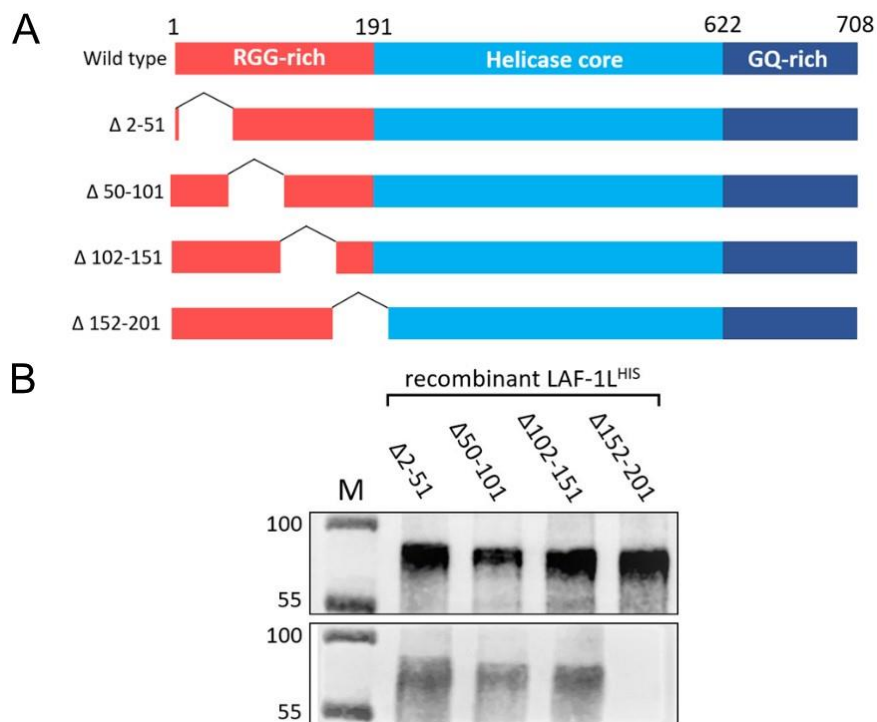 A
1 191 622 708
Wild type RGG-rich Helicase core GQ-rich
Δ 2-51
Δ 50-101
Δ 102-151
Δ 152-201
B
recombinant LAF-1L^HIS
M Δ2-51 Δ50-101 Δ102-151 Δ152-201
100
55
100
55